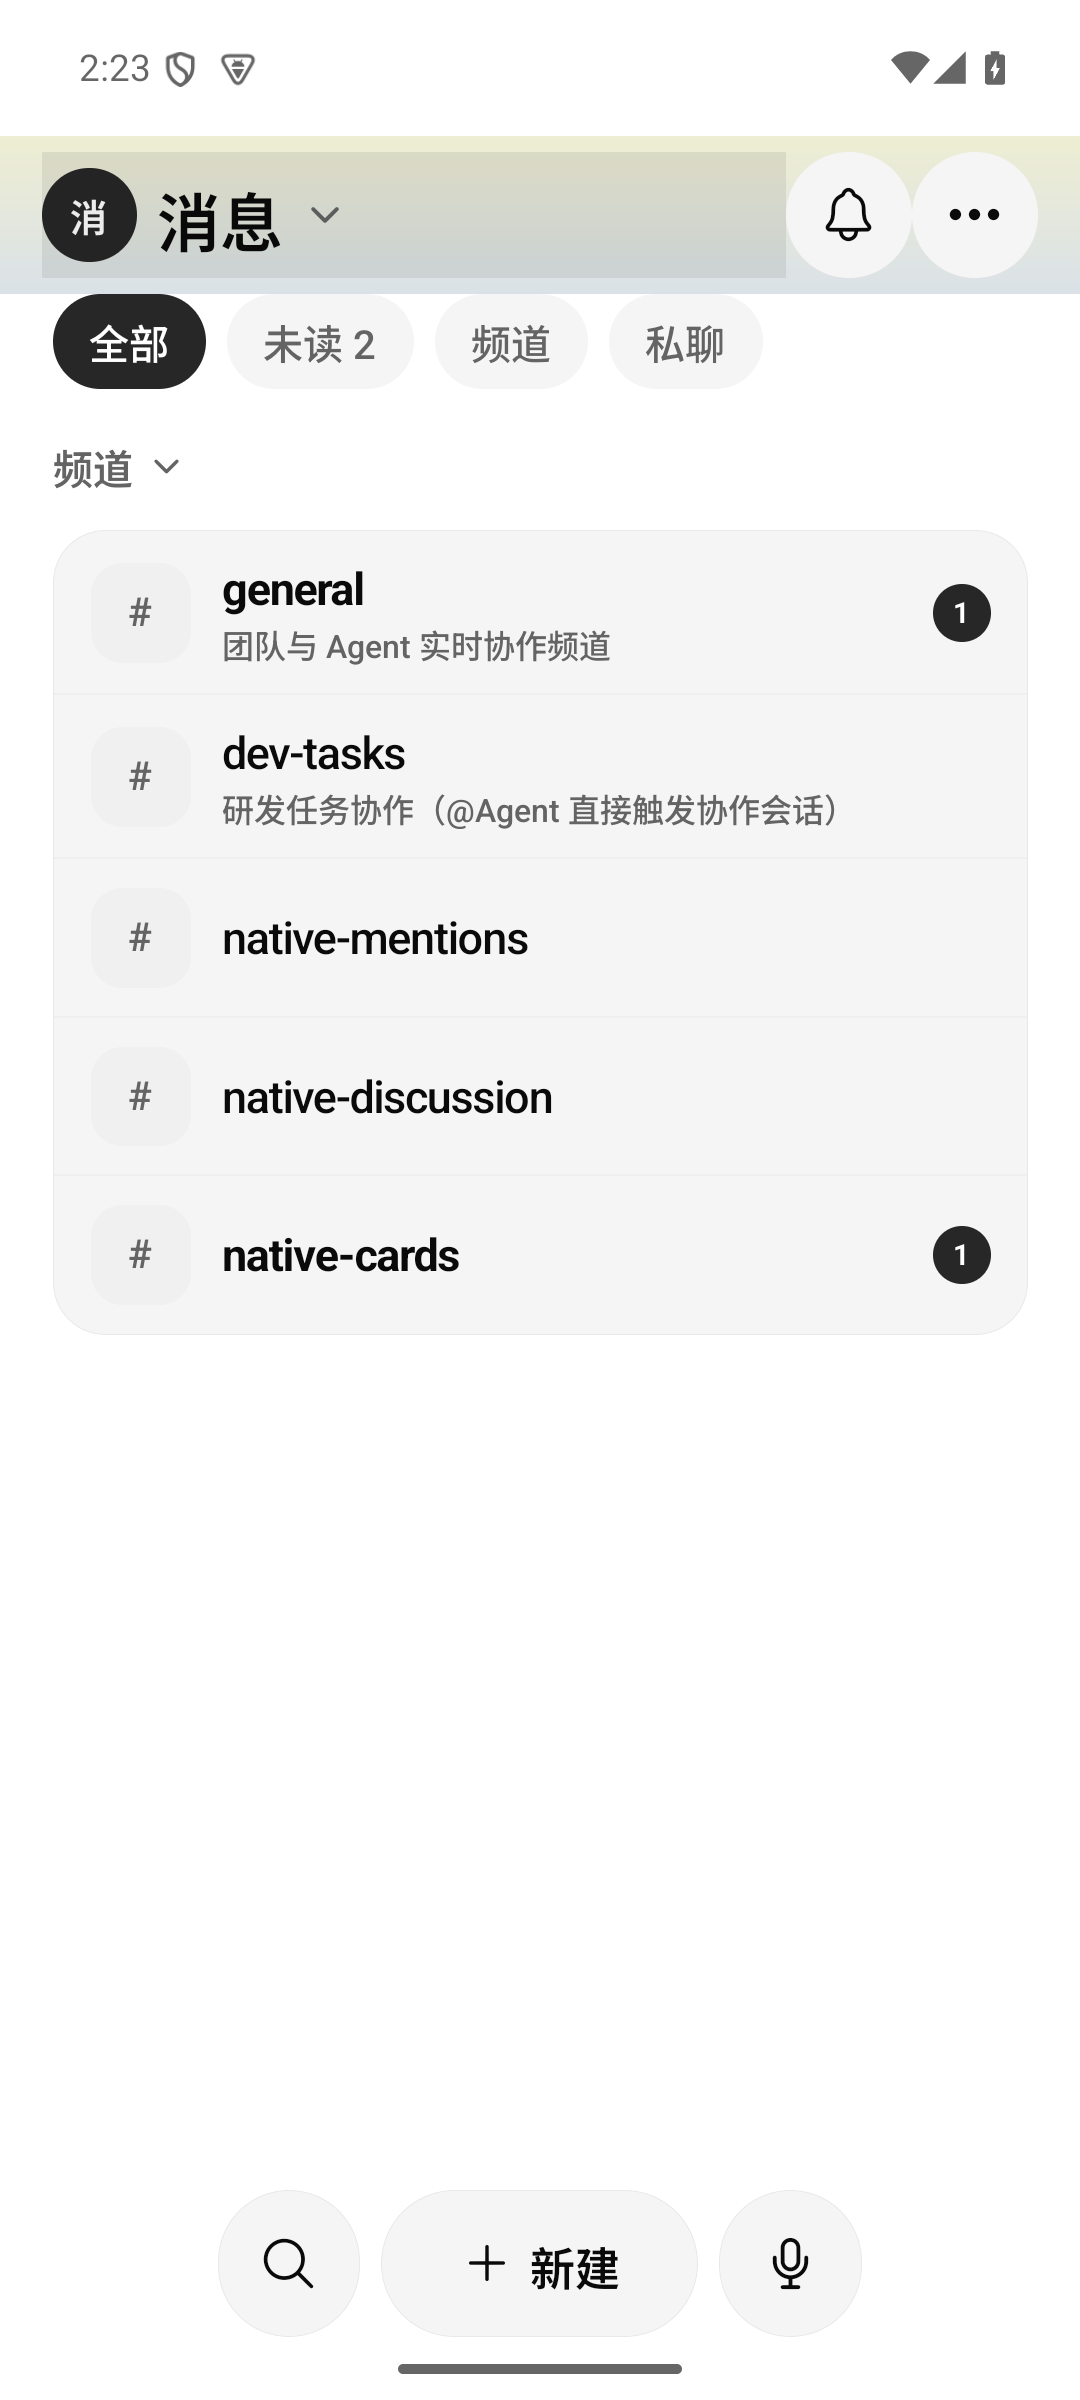 2:23
消 消息
全部 未读 2 频道 私聊
频道
# general 1
团队与 Agent 实时协作频道
# dev-tasks
研发任务协作（@Agent 直接触发协作会话）
# native-mentions
# native-discussion
# native-cards 1
新建